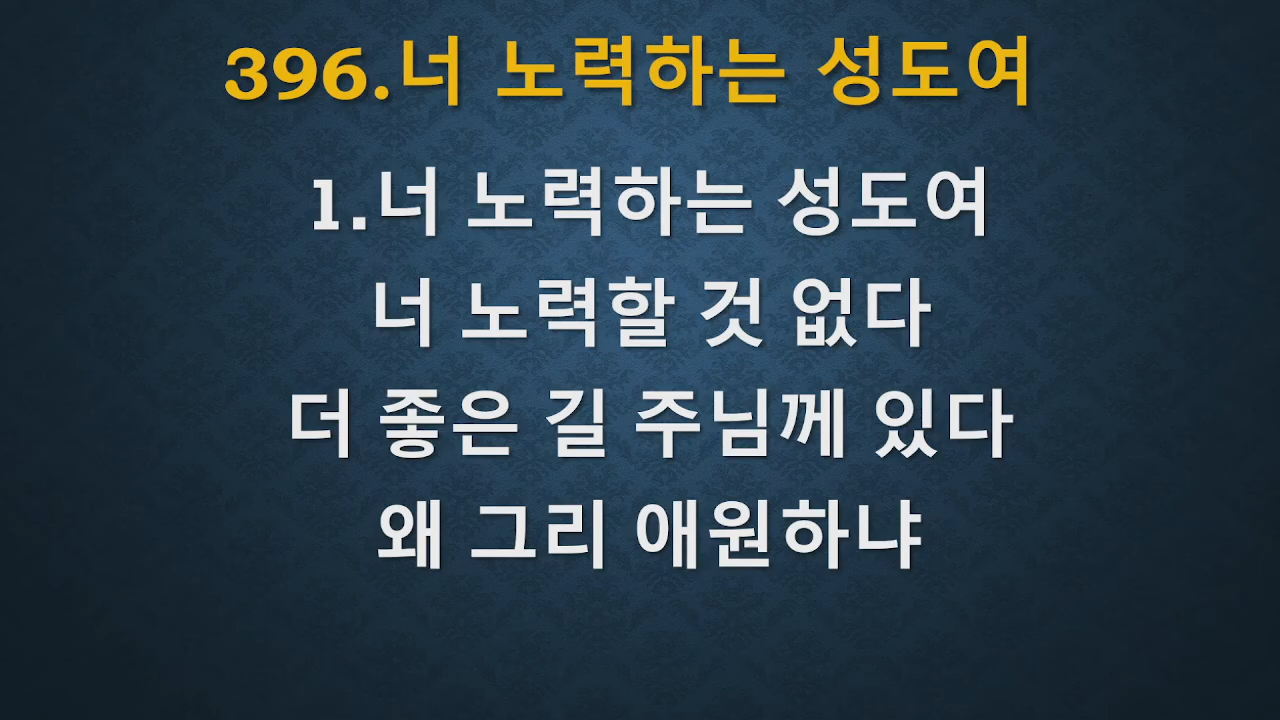 396.너 노력하는 성도여
1.너 노력하는 성도여
너 노력할 것 없다
더 좋은 길 주님께 있다
왜 그리 애원하냐